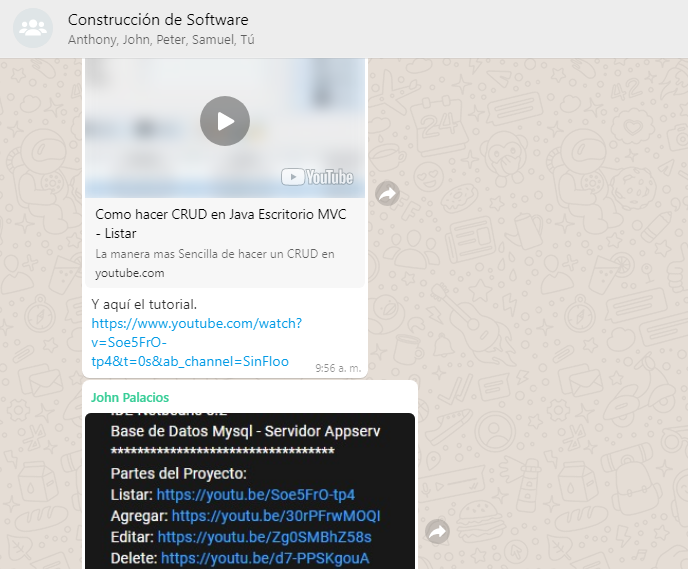 Construcción de Software
Anthony, John, Peter, Samuel, Tú
YouTube
Como hacer CRUD en Java Escritorio MVC
- Listar
La manera mas Sencilla de hacer un CRUD en
youtube.com
Y aquí el tutorial.
https://www.youtube.com/watch?
v=Soe5FrO-
tp4&t=0s&ab_channel=SinFloo
9:56 a. m.
John Palacios
IDE Netbeans 8.2
Base de Datos Mysql - Servidor Appserv
**********************************
Partes del Proyecto:
Listar: https://youtu.be/Soe5FrO-tp4
Agregar: https://youtu.be/30rPFrwMOQI
Editar: https://youtu.be/Zg0SMBhZ58s
Delete: https://youtu.be/d7-PPSKgouA